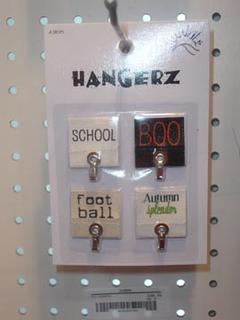 HANGERZ
SCHOOL
BOO
foot
ball
Autumn
splendor